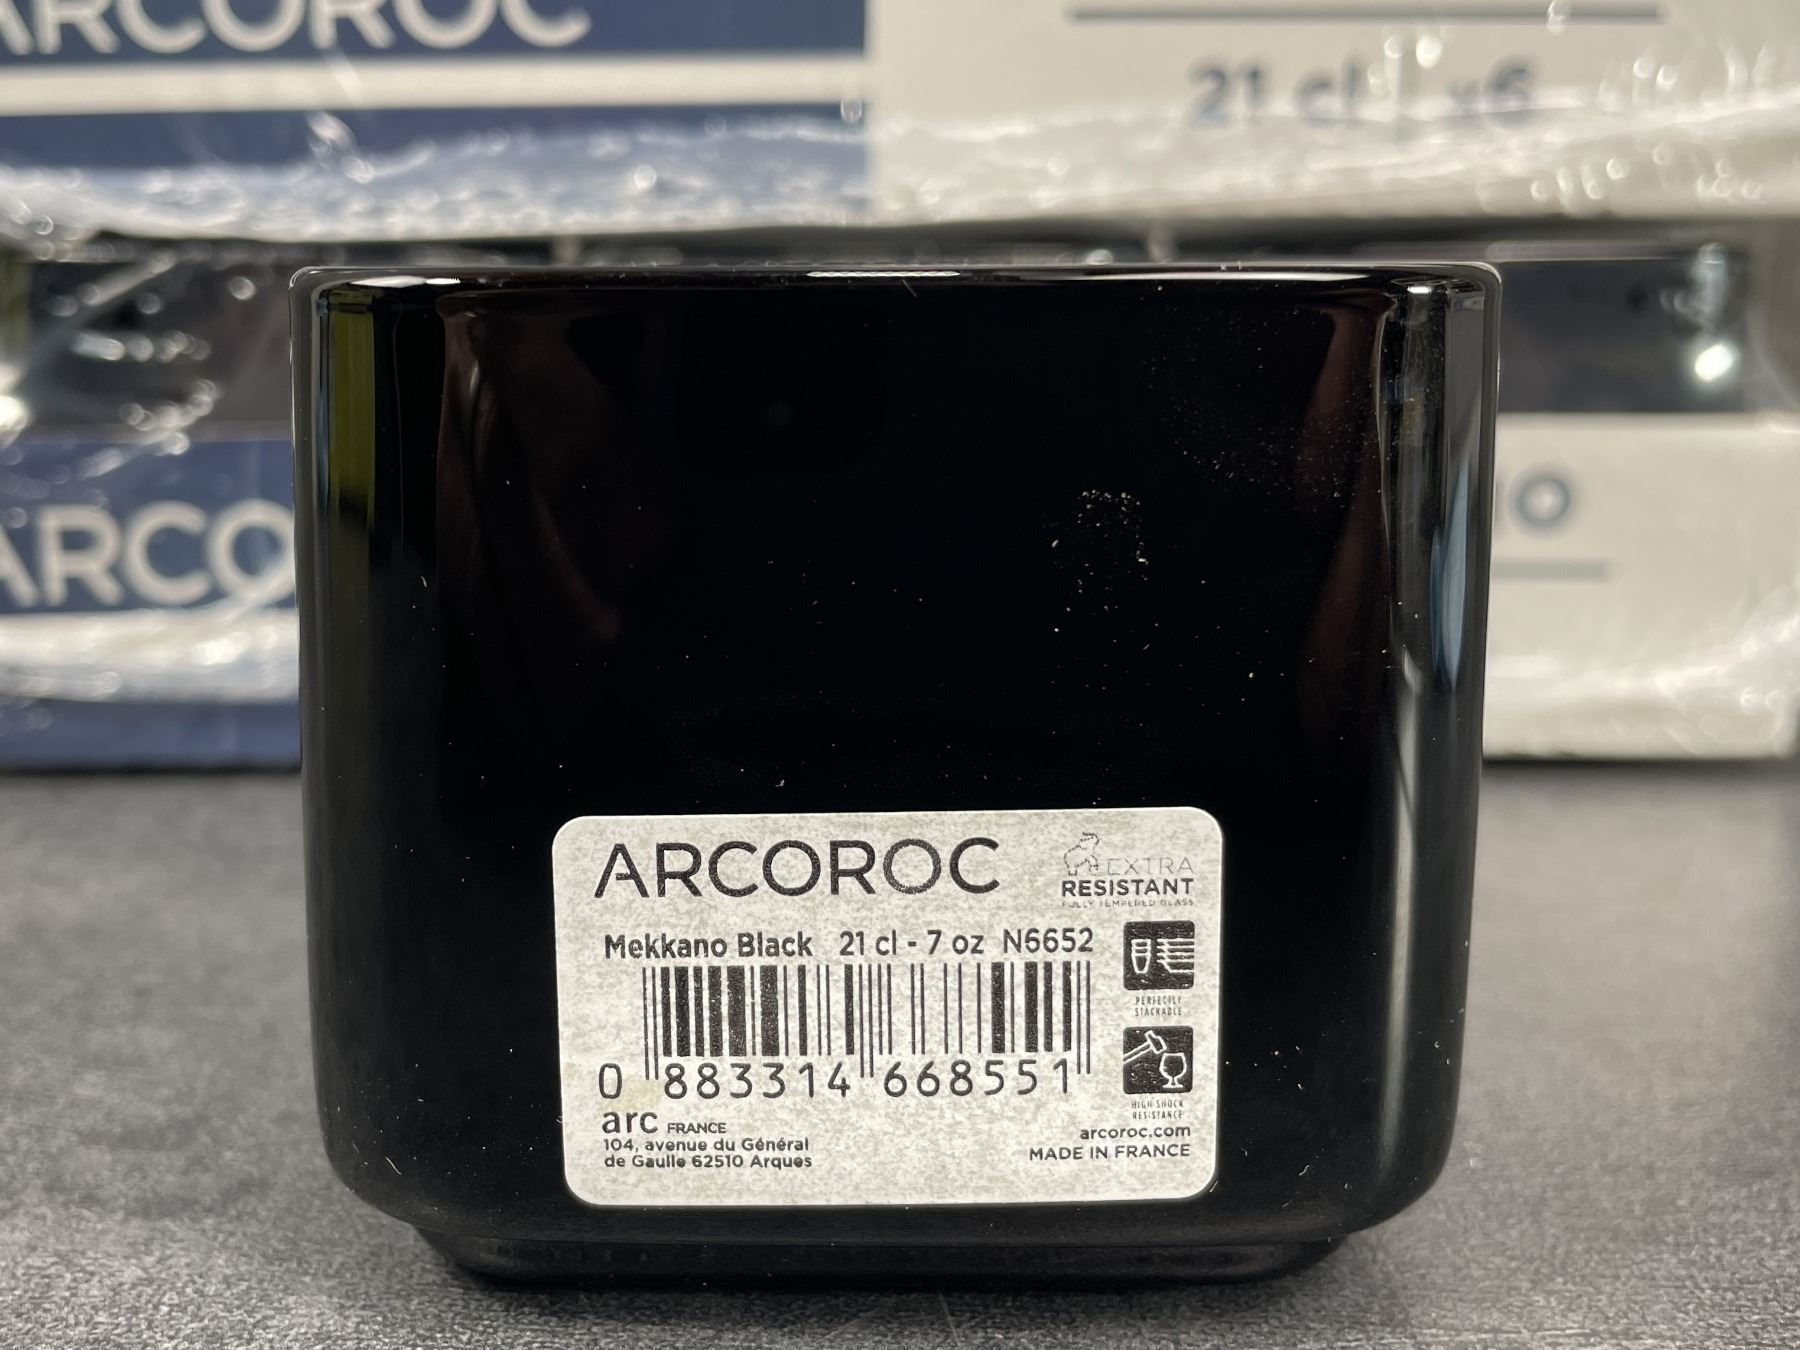 ARCOROC
21 cl x6
ARCO
IO
ARCOROC
EXTRA
RESISTANT
FULLY TEMPERED GLASS
Mekkano Black 21 cl - 7 oz N6652
PERFECTLY
STACKABLE
0 883314 668551
HIGH SHOCK
RESISTANCE
arc FRANCE
104, avenue du Général
de Gaulle 62510 Arques
arcoroc.com
MADE IN FRANCE